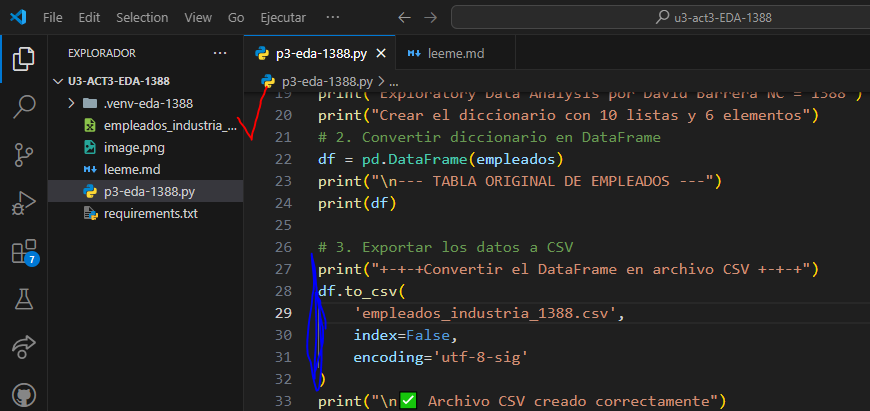 File Edit Selection View Go Ejecutar ··· u3-act3-EDA-1388
EXPLORADOR ···
U3-ACT3-EDA-1388
.venv-eda-1388
empleados_industria_...
image.png
leeme.md
p3-eda-1388.py
requirements.txt
7
p3-eda-1388.py leeme.md
p3-eda-1388.py > ...
19 print("Exploratory Data Analysis por David Barrera NC = 1388")
20 print("Crear el diccionario con 10 listas y 6 elementos")
21 # 2. Convertir diccionario en DataFrame
22 df = pd.DataFrame(empleados)
23 print("\n--- TABLA ORIGINAL DE EMPLEADOS ---")
24 print(df)
25
26 # 3. Exportar los datos a CSV
27 print("+-+-+Convertir el DataFrame en archivo CSV +-+-+")
28 df.to_csv(
29 'empleados_industria_1388.csv',
30 index=False,
31 encoding='utf-8-sig'
32 )
33 print("\n✅ Archivo CSV creado correctamente")